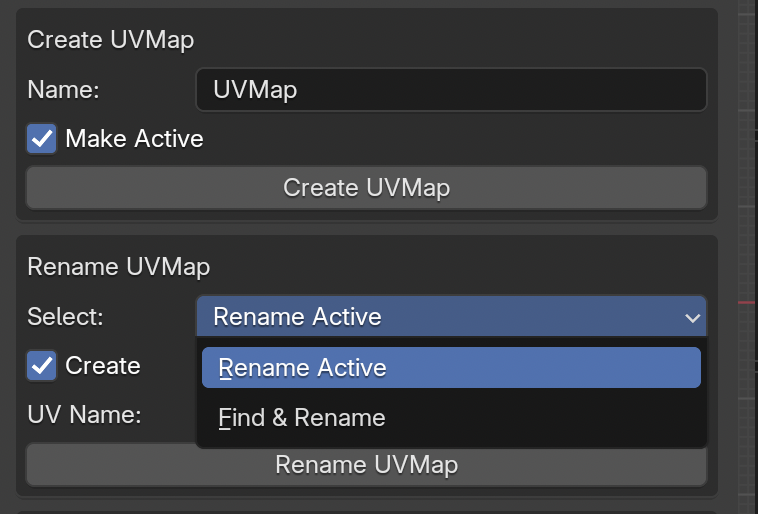 Create UVMap
Name: UVMap
Make Active
Create UVMap
Rename UVMap
Select: Rename Active
Create Rename Active
UV Name: Find & Rename
Rename UVMap